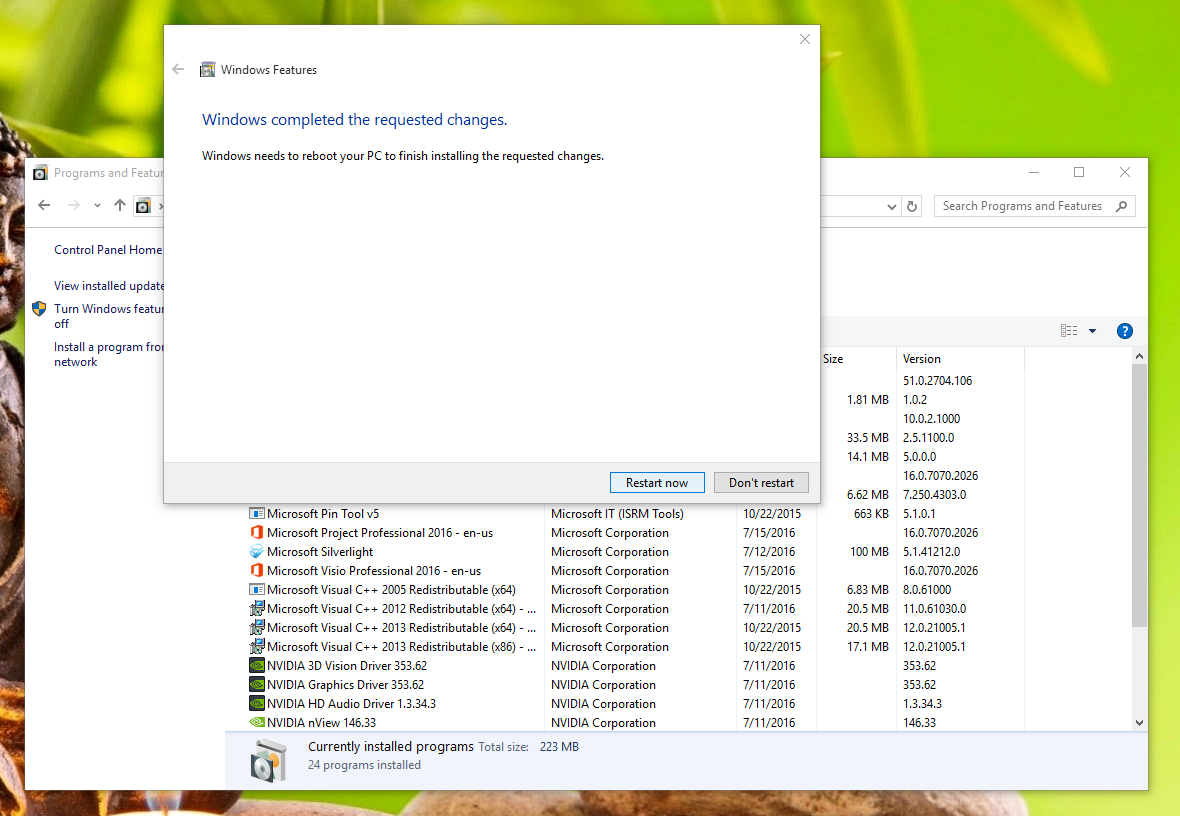 Windows Features
Windows completed the requested changes.
Windows needs to reboot your PC to finish installing the requested changes.
Restart now Don't restart
Programs and Featur
Search Programs and Features
Control Panel Home
View installed update
Turn Windows featur
off
Install a program fro
network
?
Size Version
51.0.2704.106
1.81 MB 1.0.2
10.0.2.1000
33.5 MB 2.5.1100.0
14.1 MB 5.0.0.0
16.0.7070.2026
6.62 MB 7.250.4303.0
Microsoft Pin Tool v5 Microsoft IT (ISRM Tools) 10/22/2015 663 KB 5.1.0.1
Microsoft Project Professional 2016 - en-us Microsoft Corporation 7/15/2016 16.0.7070.2026
Microsoft Silverlight Microsoft Corporation 7/12/2016 100 MB 5.1.41212.0
Microsoft Visio Professional 2016 - en-us Microsoft Corporation 7/15/2016 16.0.7070.2026
Microsoft Visual C++ 2005 Redistributable (x64) Microsoft Corporation 10/22/2015 6.83 MB 8.0.61000
Microsoft Visual C++ 2012 Redistributable (x64) - ... Microsoft Corporation 7/11/2016 20.5 MB 11.0.61030.0
Microsoft Visual C++ 2013 Redistributable (x64) - ... Microsoft Corporation 10/22/2015 20.5 MB 12.0.21005.1
Microsoft Visual C++ 2013 Redistributable (x86) - ... Microsoft Corporation 10/22/2015 17.1 MB 12.0.21005.1
NVIDIA 3D Vision Driver 353.62 NVIDIA Corporation 7/11/2016 353.62
NVIDIA Graphics Driver 353.62 NVIDIA Corporation 7/11/2016 353.62
NVIDIA HD Audio Driver 1.3.34.3 NVIDIA Corporation 7/11/2016 1.3.34.3
NVIDIA nView 146.33 NVIDIA Corporation 7/11/2016 146.33
Currently installed programs Total size: 223 MB
24 programs installed